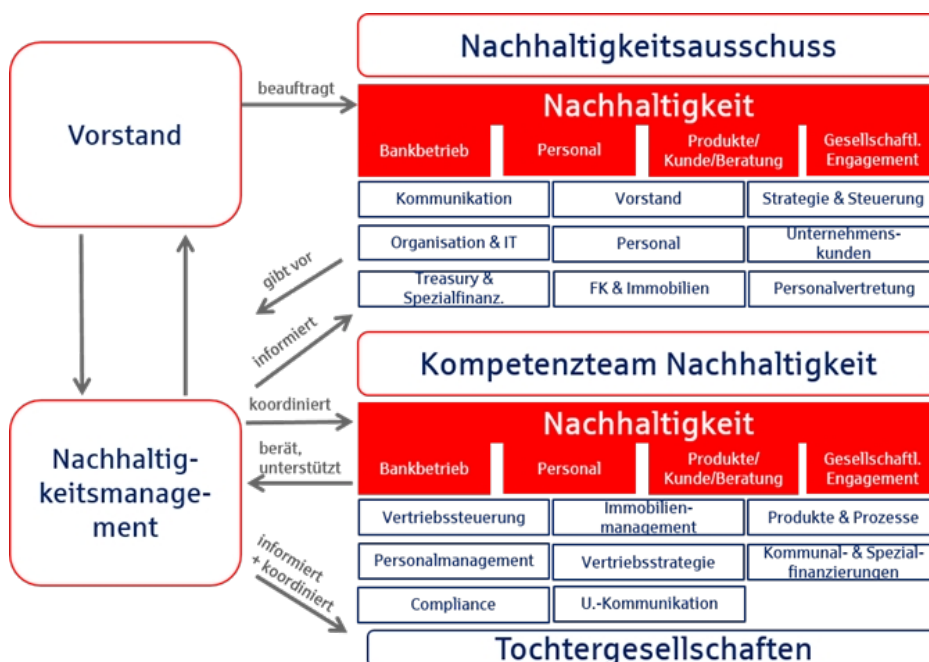 Nachhaltigkeitsausschuss
beauftragt
Vorstand
Nachhaltigkeit
Bankbetrieb
Personal
Produkte/
Kunde/Beratung
Gesellschaftl.
Engagement
Kommunikation
Vorstand
Strategie & Steuerung
Organisation & IT
Personal
Unternehmens-
kunden
Treasury &
Spezialfinanz.
FK & Immobilien
Personalvertretung
gibt vor
informiert
Kompetenzteam Nachhaltigkeit
koordiniert
Nachhaltigkeit
berät,
unterstützt
Nachhaltig-
keitsmanage-
ment
Bankbetrieb
Personal
Produkte/
Kunde/Beratung
Gesellschaftl.
Engagement
Vertriebssteuerung
Immobilien-
management
Produkte & Prozesse
Personalmanagement
Vertriebsstrategie
Kommunal- & Spezial-
finanzierungen
Compliance
U.-Kommunikation
informiert
+ koordiniert
Tochtergesellschaften